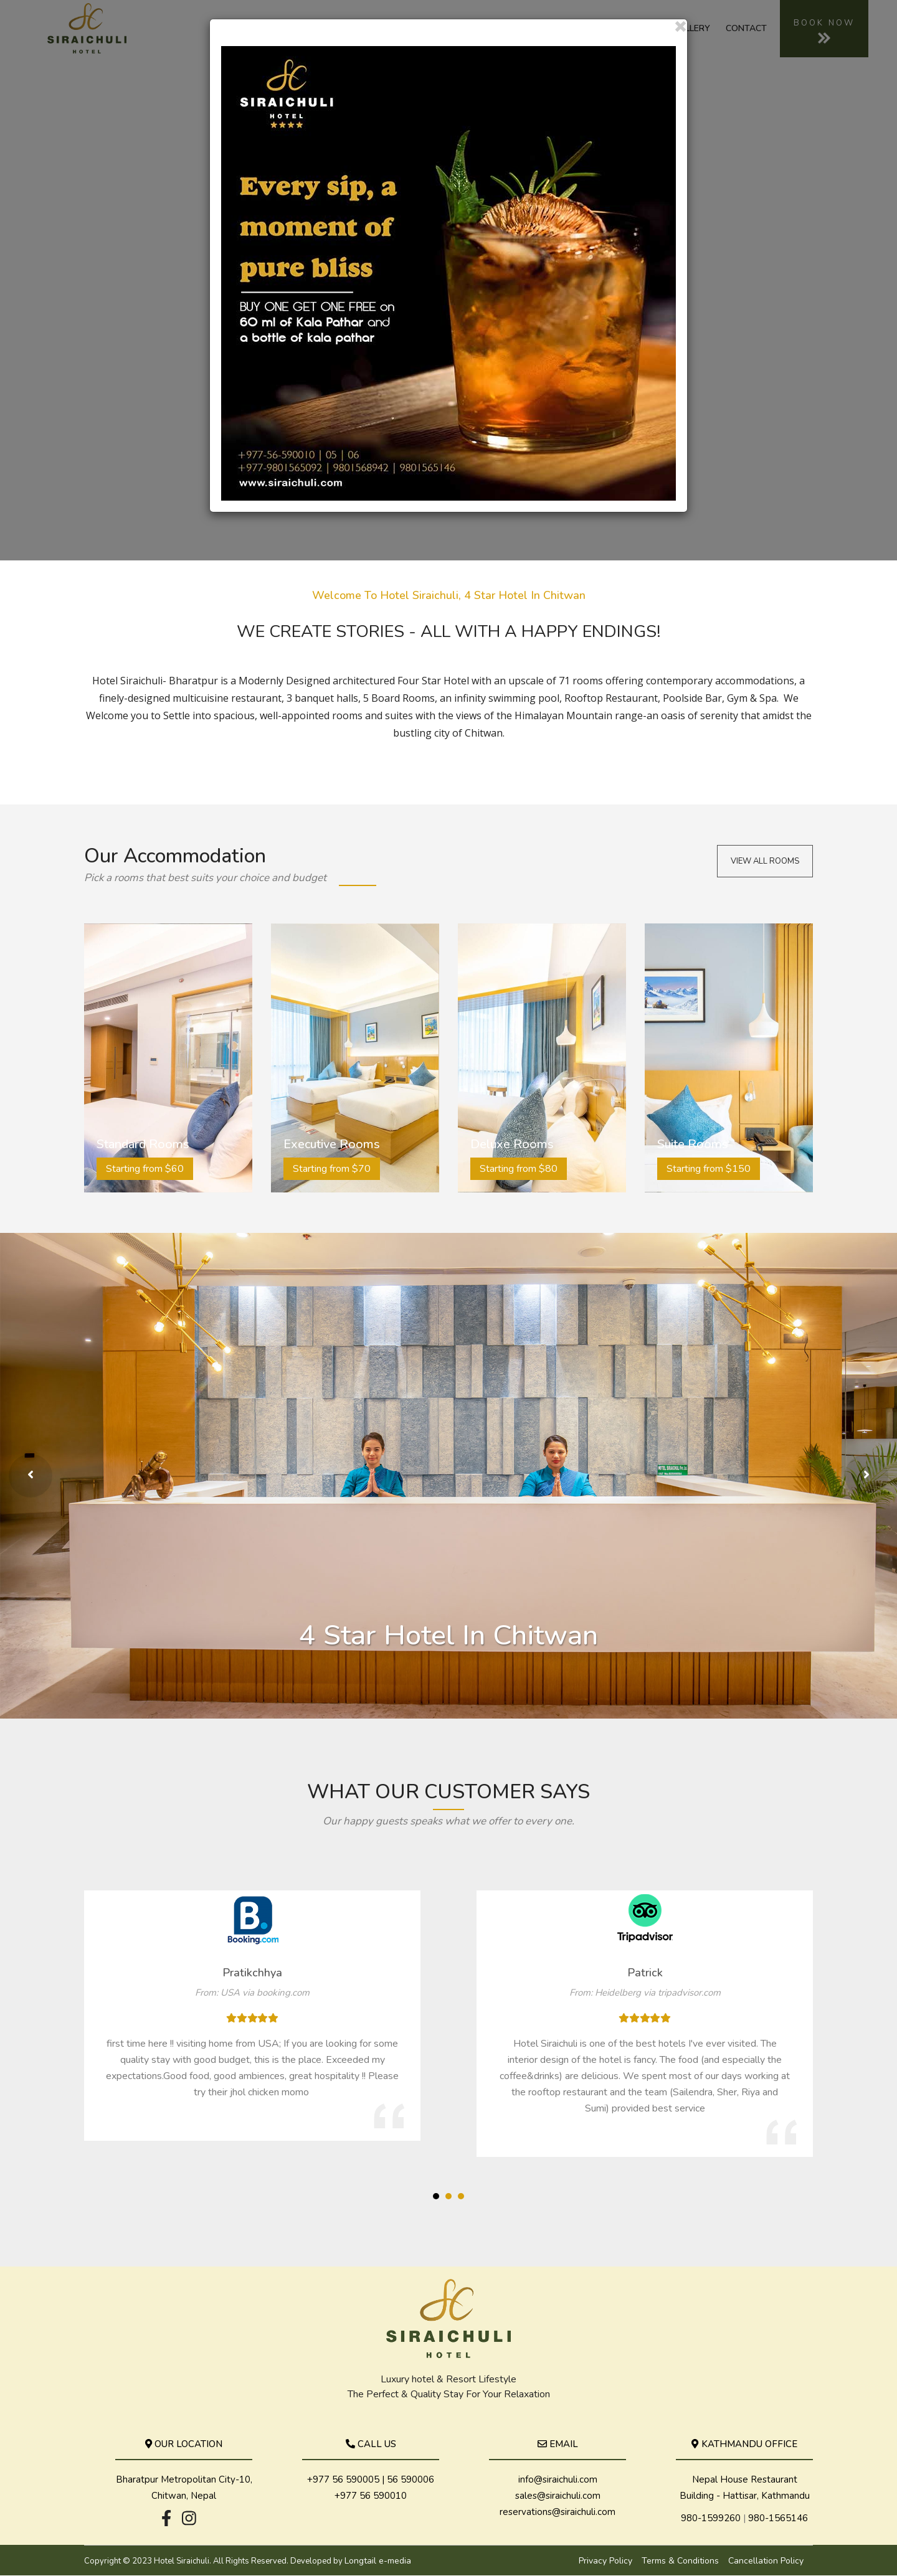 SIRAICHULI
HOTEL
CONTACT
BOOK NOW
SIRAICHULI
HOTEL
Every sip, a
moment of
pure bliss
BUY ONE GET ONE FREE on
60 ml of Kala Pathar and
a bottle of kala pathar
+977-56-590010 | 05 | 06
+977-9801565092 | 9801568942 | 9801565146
www.siraichuli.com
Welcome To Hotel Siraichuli, 4 Star Hotel In Chitwan
WE CREATE STORIES - ALL WITH A HAPPY ENDINGS!
Hotel Siraichuli- Bharatpur is a Modernly Designed architectured Four Star Hotel with an upscale of 71 rooms offering contemporary accommodations, a
finely-designed multicuisine restaurant, 3 banquet halls, 5 Board Rooms, an infinity swimming pool, Rooftop Restaurant, Poolside Bar, Gym & Spa. We
Welcome you to Settle into spacious, well-appointed rooms and suites with the views of the Himalayan Mountain range-an oasis of serenity that amidst the
bustling city of Chitwan.
Our Accommodation
Pick a rooms that best suits your choice and budget
VIEW ALL ROOMS
Standard Rooms
Starting from $60
Executive Rooms
Starting from $70
Deluxe Rooms
Starting from $80
Suite Rooms
Starting from $150
4 Star Hotel In Chitwan
WHAT OUR CUSTOMER SAYS
Our happy guests speaks what we offer to every one.
B.
Booking.com
Pratikchhya
From: USA via booking.com
first time here !! visiting home from USA; If you are looking for some
quality stay with good budget, this is the place. Exceeded my
expectations.Good food, good ambiences, great hospitality !! Please
try their jhol chicken momo
Tripadvisor
Patrick
From: Heidelberg via tripadvisor.com
Hotel Siraichuli is one of the best hotels I've ever visited. The
interior design of the hotel is fancy. The food (and especially the
coffee&drinks) are delicious. We spent most of our days working at
the rooftop restaurant and the team (Sailendra, Sher, Riya and
Sumi) provided best service
SIRAICHULI
HOTEL
Luxury hotel & Resort Lifestyle
The Perfect & Quality Stay For Your Relaxation
OUR LOCATION
Bharatpur Metropolitan City-10,
Chitwan, Nepal
CALL US
+977 56 590005 | 56 590006
+977 56 590010
EMAIL
info@siraichuli.com
sales@siraichuli.com
reservations@siraichuli.com
KATHMANDU OFFICE
Nepal House Restaurant
Building - Hattisar, Kathmandu
980-1599260 | 980-1565146
Copyright © 2023 Hotel Siraichuli. All Rights Reserved. Developed by Longtail e-media
Privacy Policy Terms & Conditions Cancellation Policy